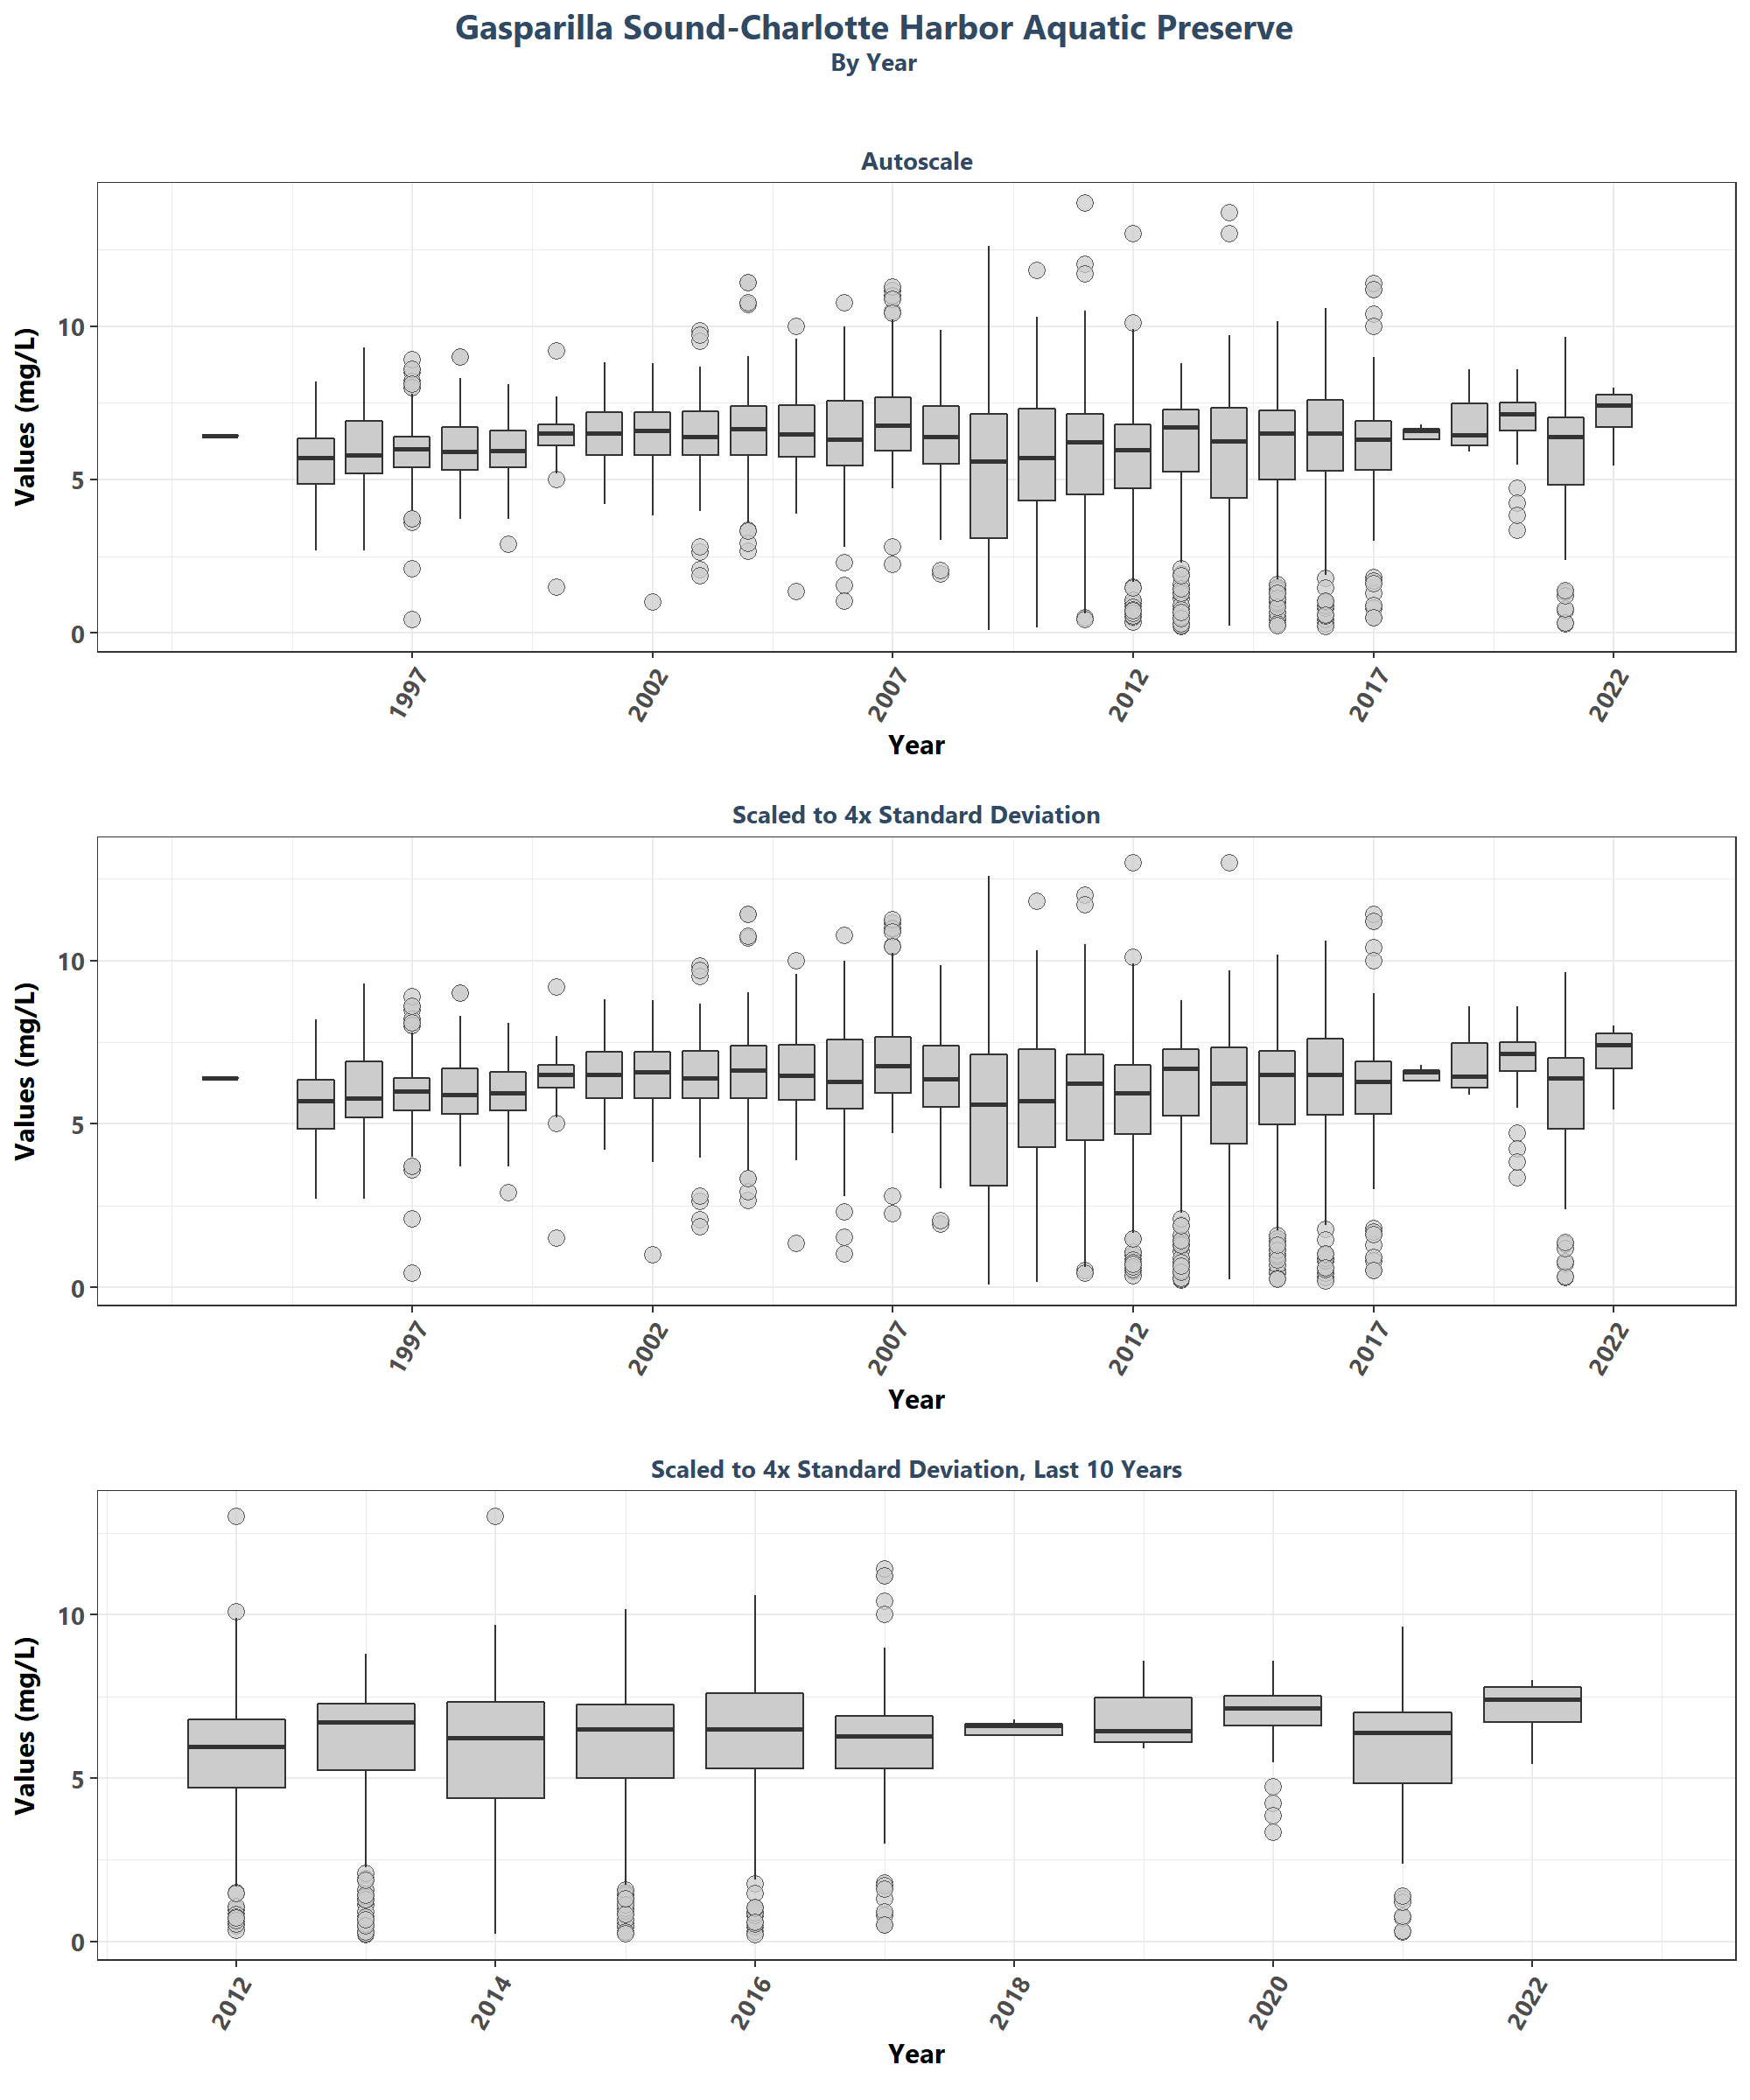 Gasparilla Sound-Charlotte Harbor Aquatic Preserve
By Year
Autoscale
Values (mg/L)
10
5
0
1997 2002 2007 2012 2017 2022
Year
Scaled to 4x Standard Deviation
Values (mg/L)
10
5
0
1997 2002 2007 2012 2017 2022
Year
Scaled to 4x Standard Deviation, Last 10 Years
Values (mg/L)
10
5
0
2012 2014 2016 2018 2020 2022
Year